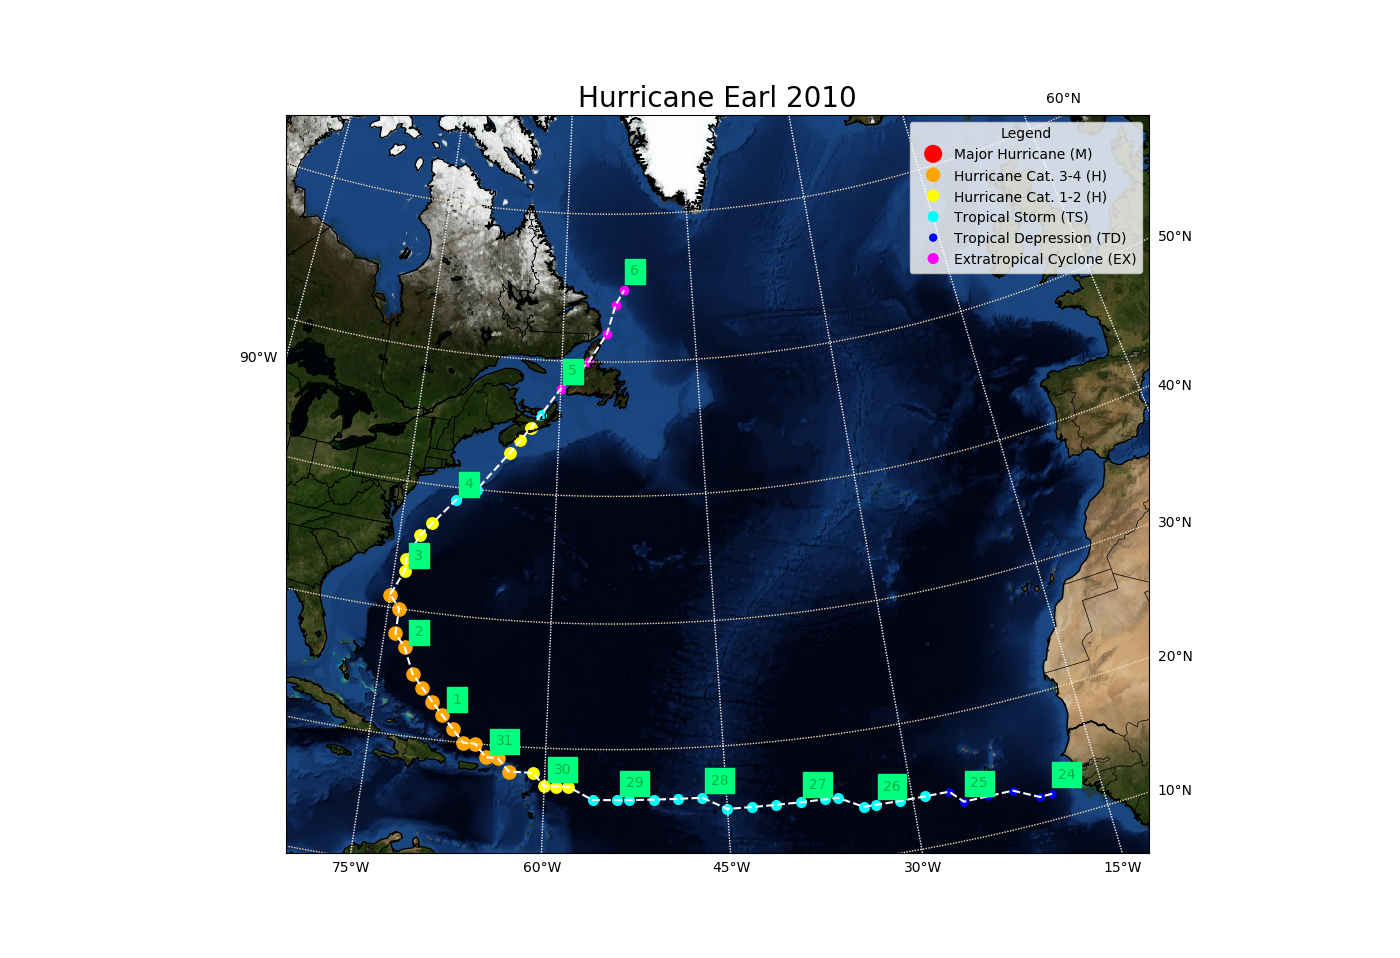 Hurricane Earl 2010
60°N
Legend
Major Hurricane (M)
Hurricane Cat. 3-4 (H)
Hurricane Cat. 1-2 (H)
Tropical Storm (TS)
Tropical Depression (TD)
Extratropical Cyclone (EX)
50°N
6
90°W
5
40°N
4
30°N
3
2
20°N
1
31
30
29
28
27
26
25
24
10°N
75°W
60°W
45°W
30°W
15°W